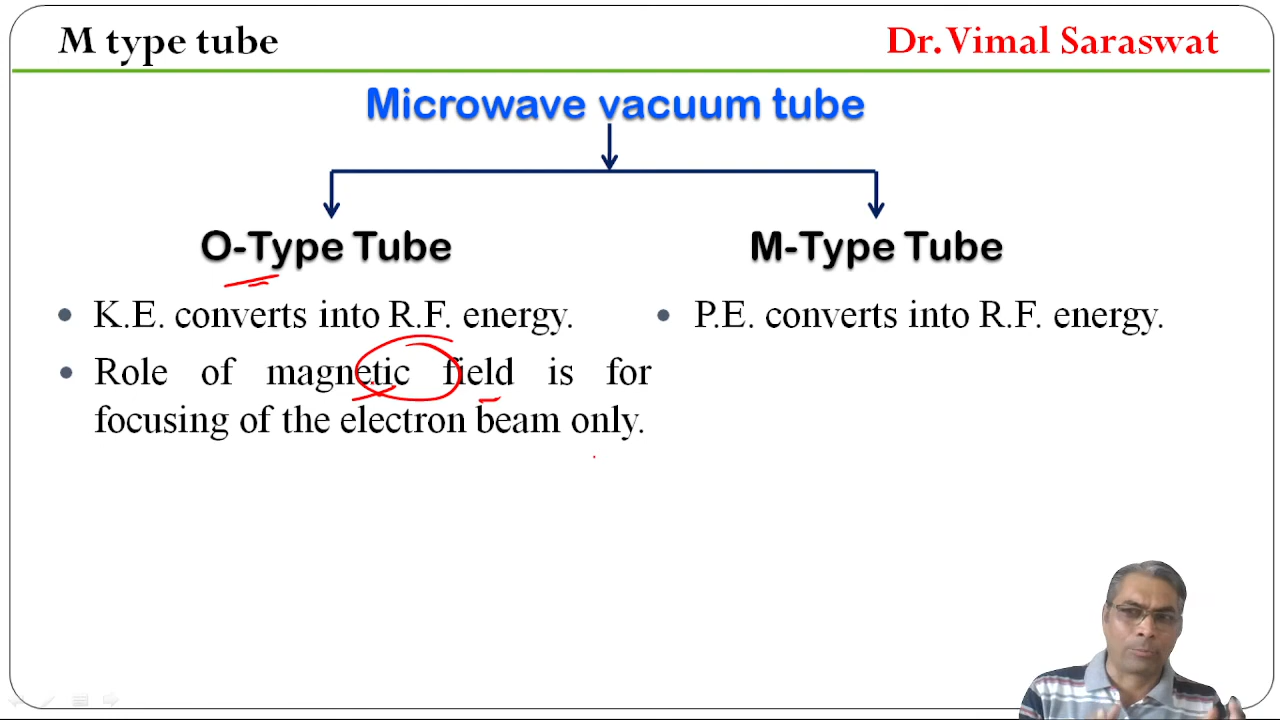 M type tube
Dr. Vimal Saraswat
Microwave vacuum tube
O-Type Tube
M-Type Tube
• K.E. converts into R.F. energy.
• Role of magnetic field is for
focusing of the electron beam only.
• P.E. converts into R.F. energy.